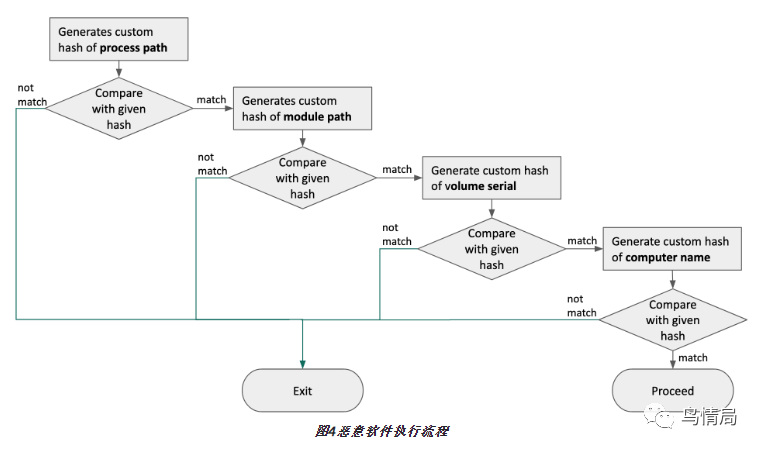 Generates custom
hash of process path
not
match
Compare
with given
hash
match
Generates custom
hash of module path
not
match
Compare
with given
hash
match
Generate custom hash
of volume serial
not
match
Compare
with given
hash
match
Generate custom hash
of computer name
not
match
Compare
with given
hash
match
Exit
Proceed
鸟情局
图4 恶意软件执行流程